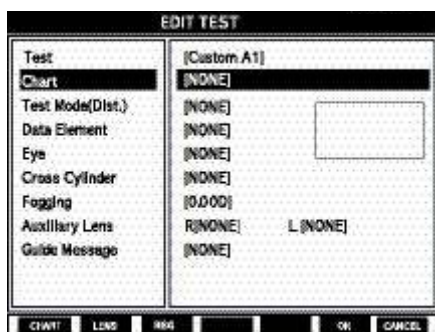 EDIT TEST
Test [Custom A1]
Chart [NONE]
Test Mode(Dist.) [NONE]
Data Element [NONE]
Eye [NONE]
Cross Cylinder [NONE]
Fogging [0.00D]
Auxiliary Lens R[NONE] L [NONE]
Guide Message [NONE]
CHART LENS REG OK CANCEL